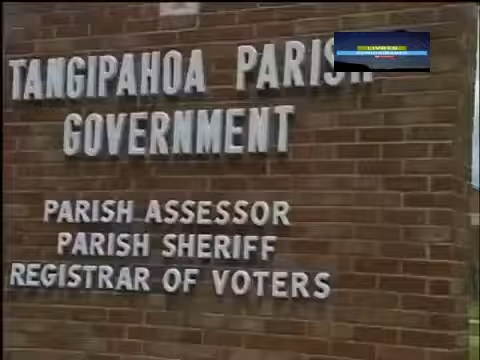 TANGIPAHOA PARISH
GOVERNMENT
PARISH ASSESSOR
PARISH SHERIFF
REGISTRAR OF VOTERS